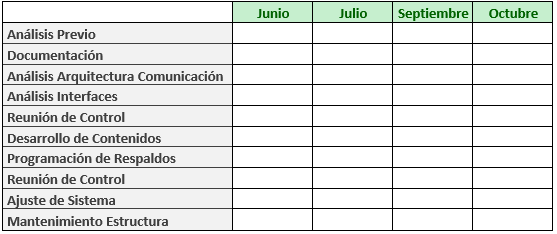 Junio Julio Septiembre Octubre
Análisis Previo
Documentación
Análisis Arquitectura Comunicación
Análisis Interfaces
Reunión de Control
Desarrollo de Contenidos
Programación de Respaldos
Reunión de Control
Ajuste de Sistema
Mantenimiento Estructura